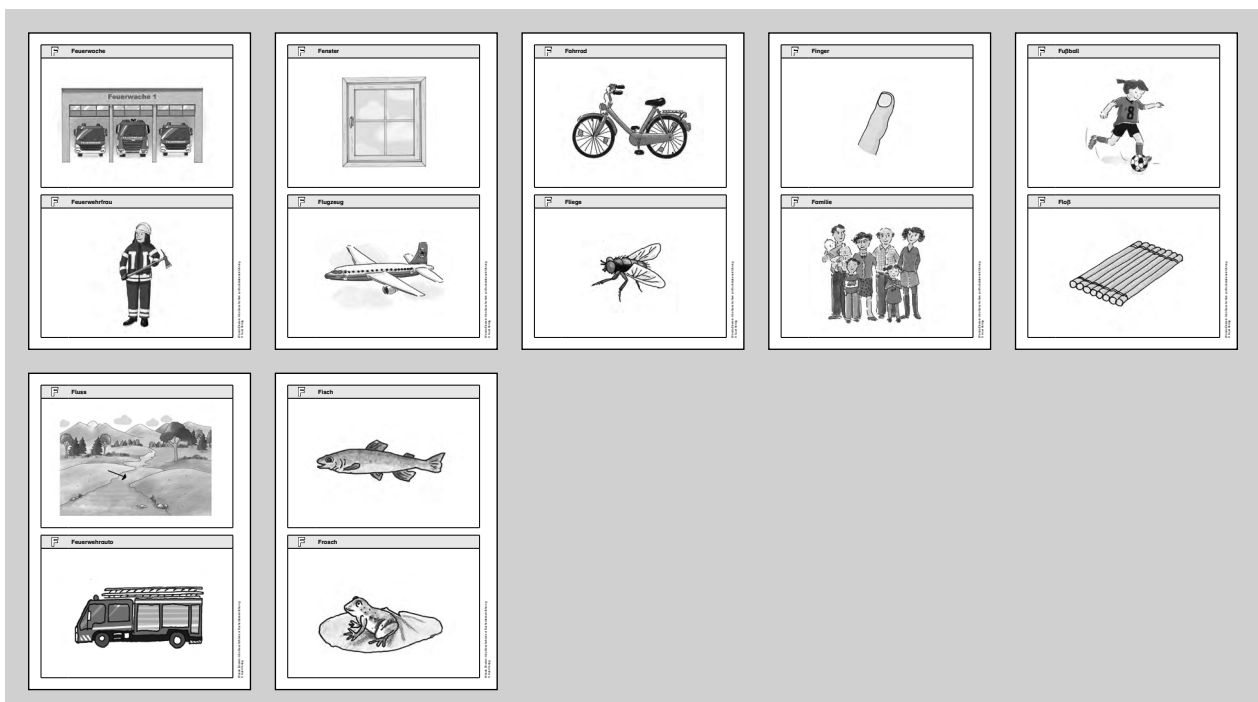 F Feuerwache
Feuerwache 1
F Feuerwehrfrau
F Fenster
F Flugzeug
F Fahrrad
F Fliege
F Finger
F Familie
F Fußball
8
F Floß
F Fluss
F Feuerwehrauto
F Fisch
F Frosch